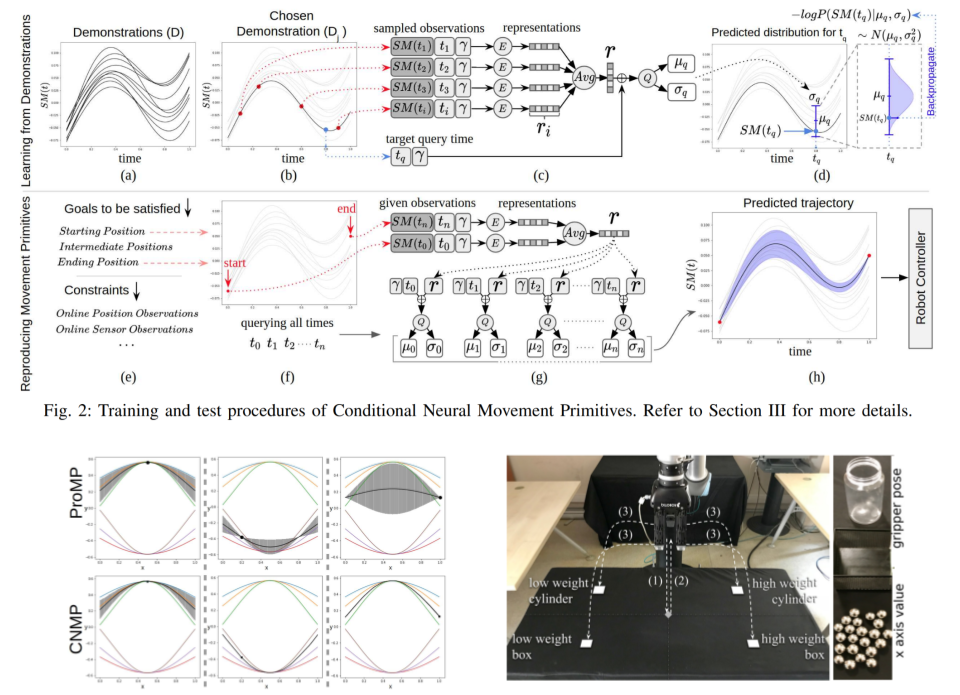 Learning from Demonstrations
Demonstrations (D)
SM(t)
time
(a)
Chosen
Demonstration (D_j)
time
(b)
sampled observations
representations
SM(t₁) t₁ γ E
SM(t₂) t₂ γ E
SM(t₃) t₃ γ E
SM(tᵢ) tᵢ γ E
Avg
rᵢ
r
Q
μ_q
σ_q
target query time
t_q γ
(c)
−logP(SM(t_q)|μ_q, σ_q)
Predicted distribution for t_q
∼ N(μ_q, σ_q²)
σ_q
μ_q
SM(t_q)
time
t_q
μ_q
SM(t_q)
t_q
Backpropagate
(d)
Reproducing Movement Primitives
Goals to be satisfied
Starting Position
Intermediate Positions
Ending Position
Constraints
Online Position Observations
Online Sensor Observations
...
(e)
end
start
querying all times
t₀ t₁ t₂ ····tₙ
(f)
given observations
representations
SM(tₙ) tₙ γ E
SM(t₀) t₀ γ E
Avg
r
γ t₀ r γ t₁ r γ t₂ r γ tₙ r
Q Q Q Q
μ₀ σ₀ μ₁ σ₁ μ₂ σ₂ μₙ σₙ
(g)
Predicted trajectory
SM(t)
time
(h)
Robot Controller
Fig. 2: Training and test procedures of Conditional Neural Movement Primitives. Refer to Section III for more details.
ProMP
CNMP
x x x
(3) (3)
(3) (3)
(1) (2)
low weight
cylinder
high weight
cylinder
low weight
box
high weight
box
gripper pose
x axis value